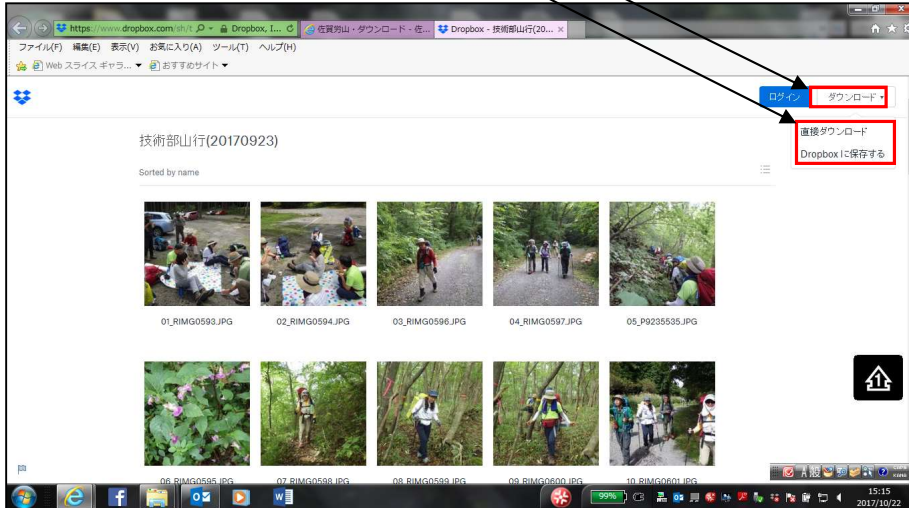 https://www.dropbox.com/sh/t
Dropbox, I...
佐賀労山・ダウンロード - 佐...
Dropbox - 技術部山行(20...
ファイル(F) 編集(E) 表示(V) お気に入り(A) ツール(T) ヘルプ(H)
Web スライス ギャラ... おすすめサイト
ログイン ダウンロード
直接ダウンロード
Dropbox に保存する
技術部山行(20170923)
Sorted by name
01_RIMG0593.JPG 02_RIMG0594.JPG 03_RIMG0596.JPG 04_RIMG0597.JPG 05_P9235535.JPG
06_RIMG0595.JPG 07_RIMG0598.JPG 08_RIMG0599.JPG 09_RIMG0600.JPG 10_RIMG0601.JPG
A 般
99%
15:15
2017/10/22